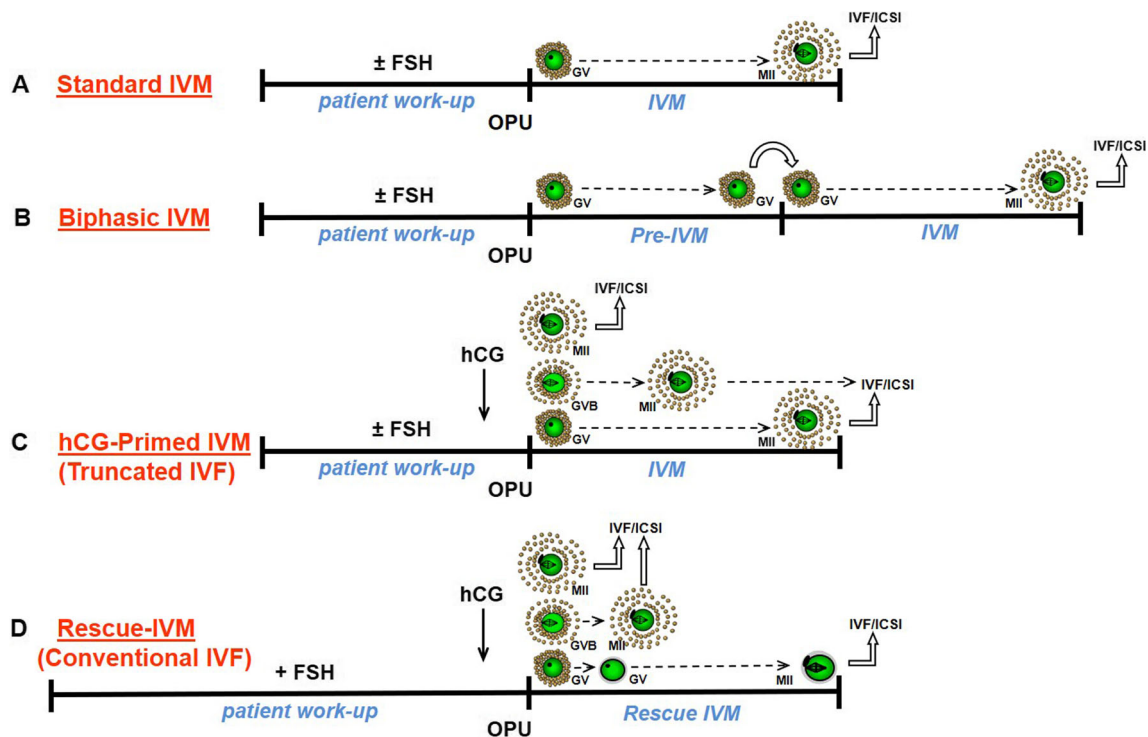 IVF/ICSI
A Standard IVM
± FSH
GV
MII
patient work-up
IVM
OPU
IVF/ICSI
B Biphasic IVM
± FSH
GV
GV
GV
MII
patient work-up
Pre-IVM
IVM
OPU
IVF/ICSI
MII
hCG
GVB
MII
IVF/ICSI
C hCG-Primed IVM
(Truncated IVF)
± FSH
GV
MII
patient work-up
IVM
OPU
IVF/ICSI
MII
hCG
D Rescue-IVM
(Conventional IVF)
GVB
MII
IVF/ICSI
+ FSH
GV
GV
MII
patient work-up
Rescue IVM
OPU